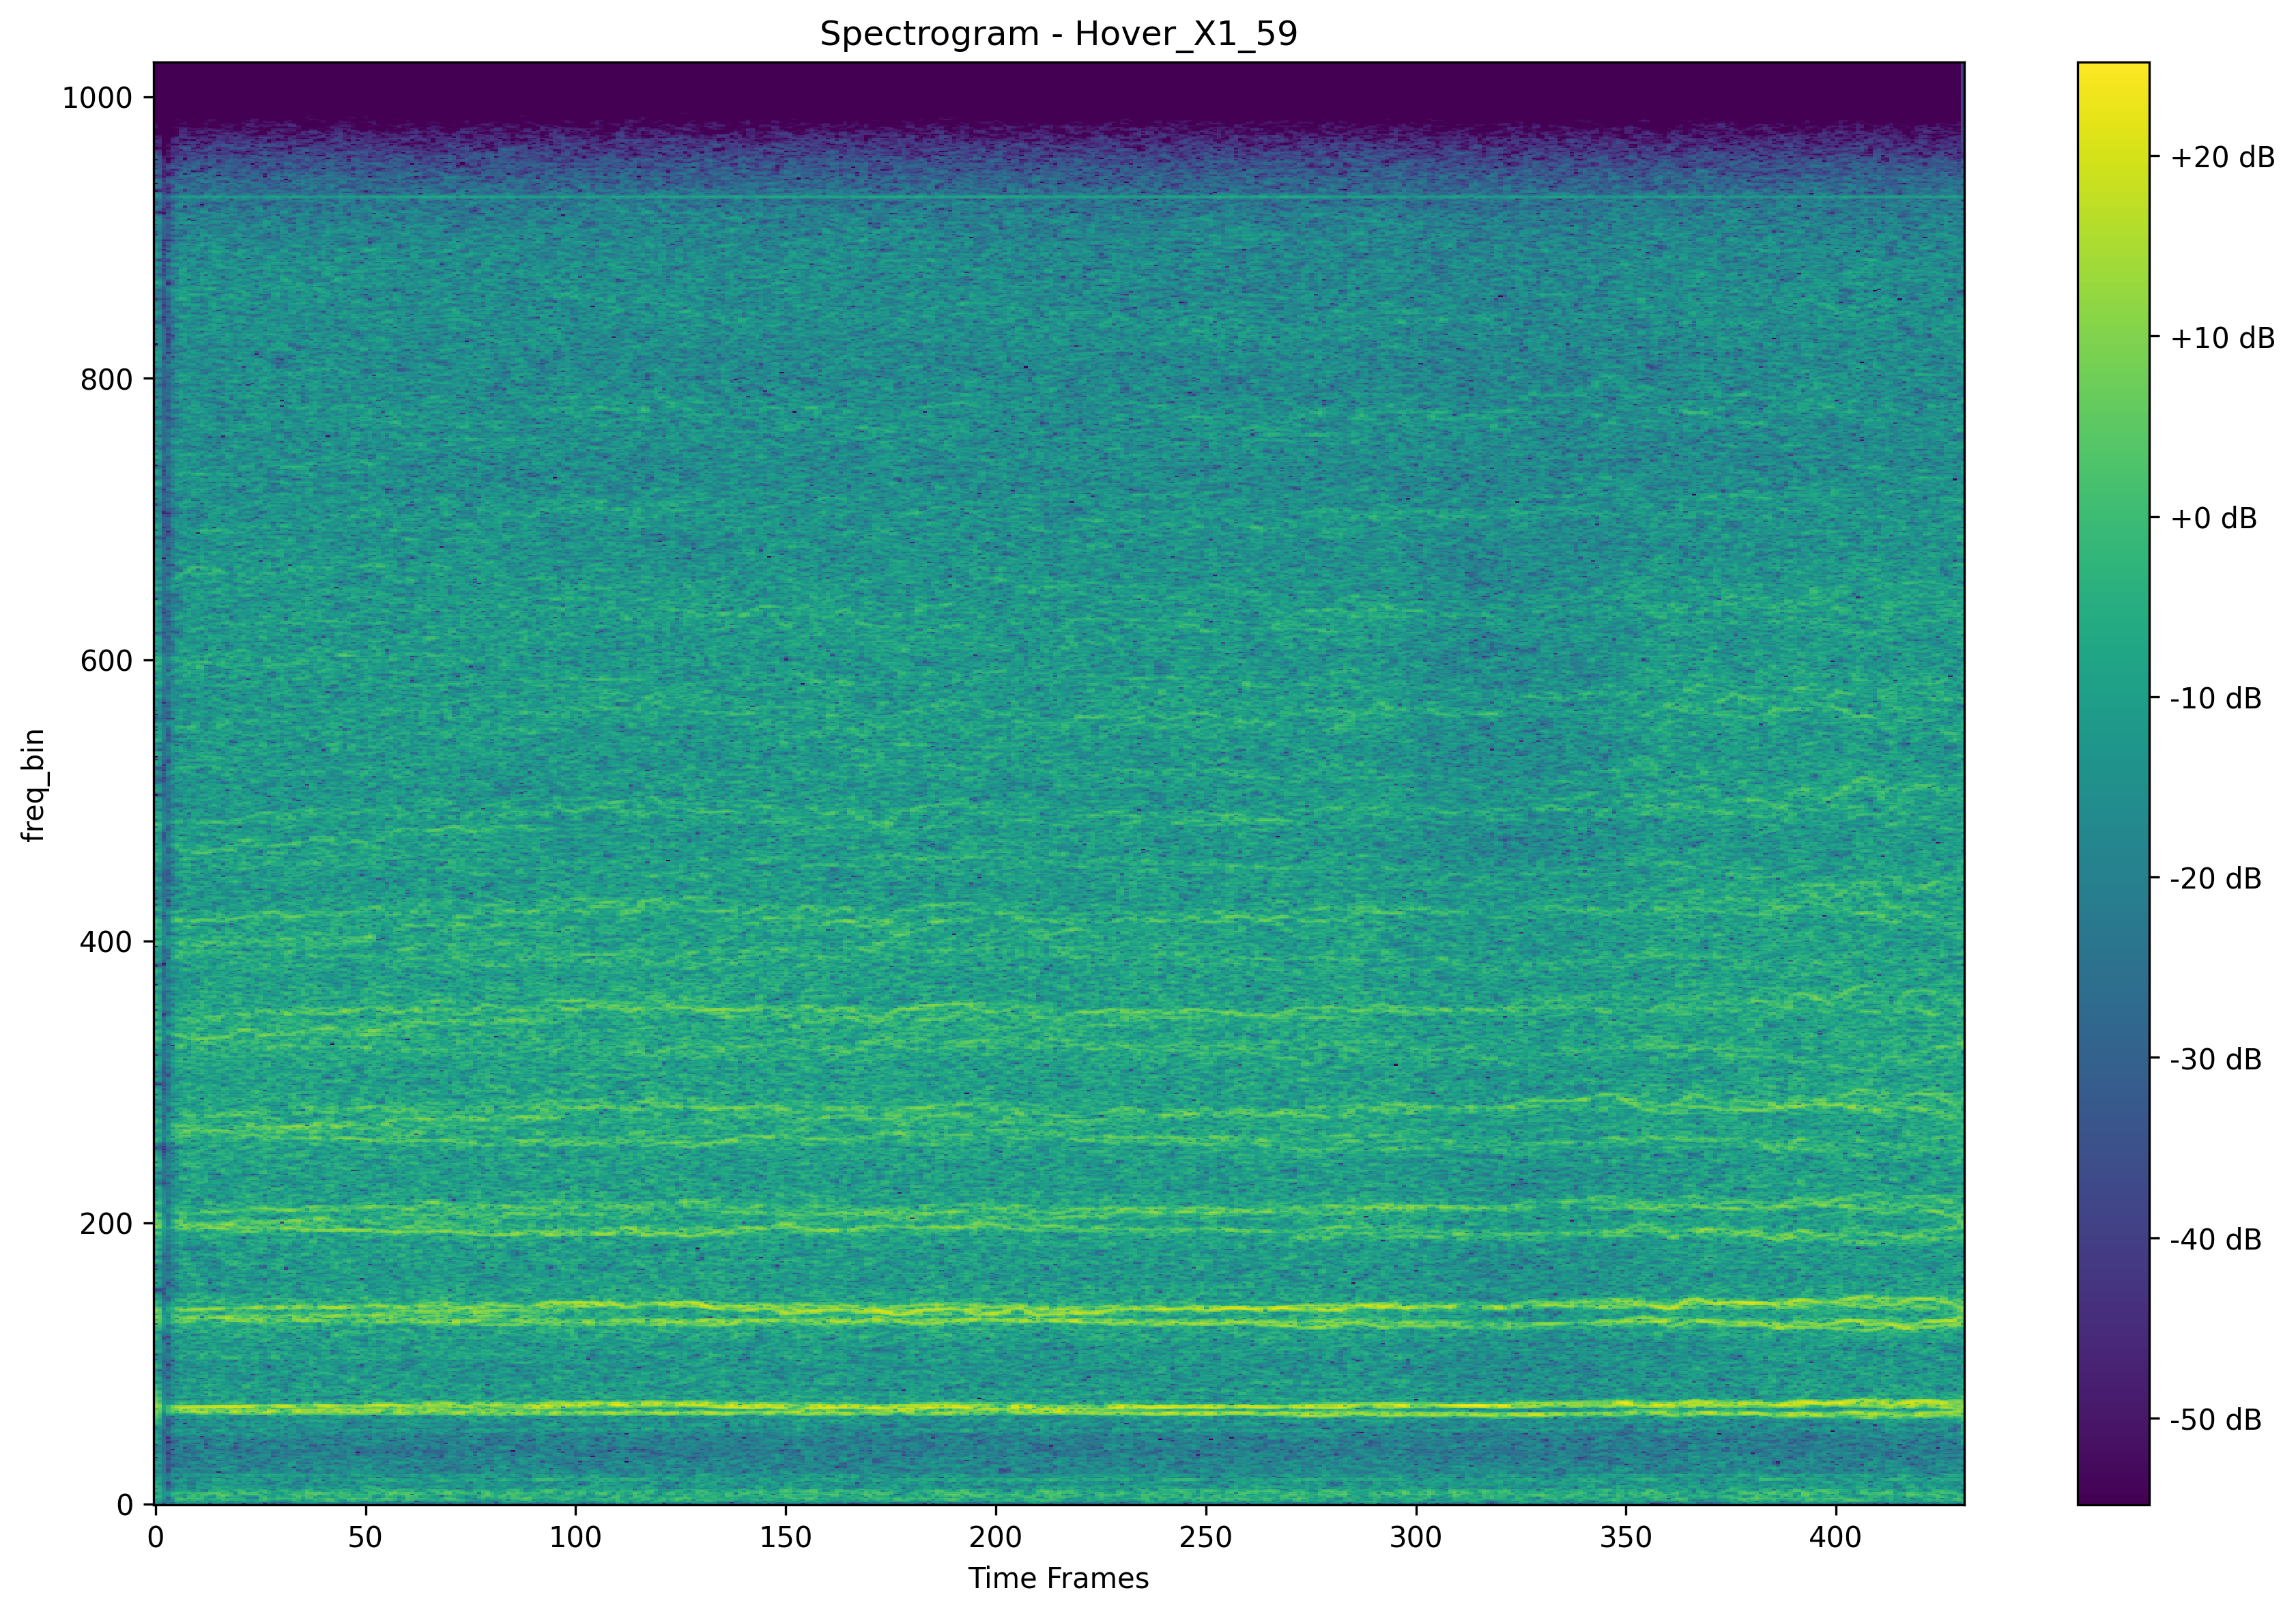 Spectrogram - Hover_X1_59
freq_bin
1000
800
600
400
200
0
0 50 100 150 200 250 300 350 400
Time Frames
+20 dB
+10 dB
+0 dB
-10 dB
-20 dB
-30 dB
-40 dB
-50 dB